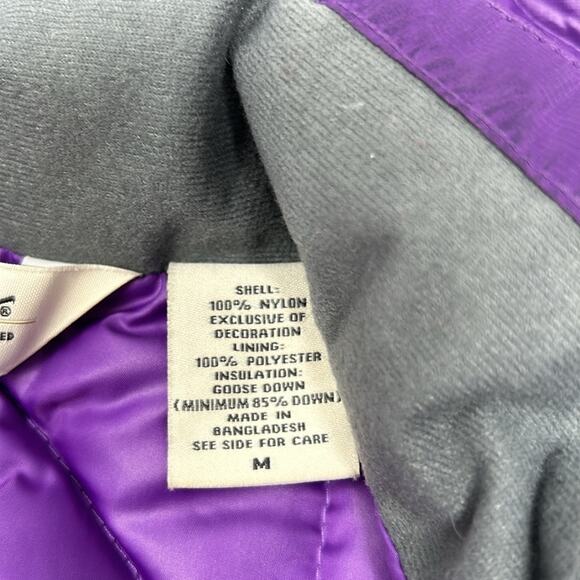 ®
EP
SHELL:
100% NYLON
EXCLUSIVE OF
DECORATION
LINING:
100% POLYESTER
INSULATION:
GOOSE DOWN
(MINIMUM 85% DOWN)
MADE IN
BANGLADESH
SEE SIDE FOR CARE
M